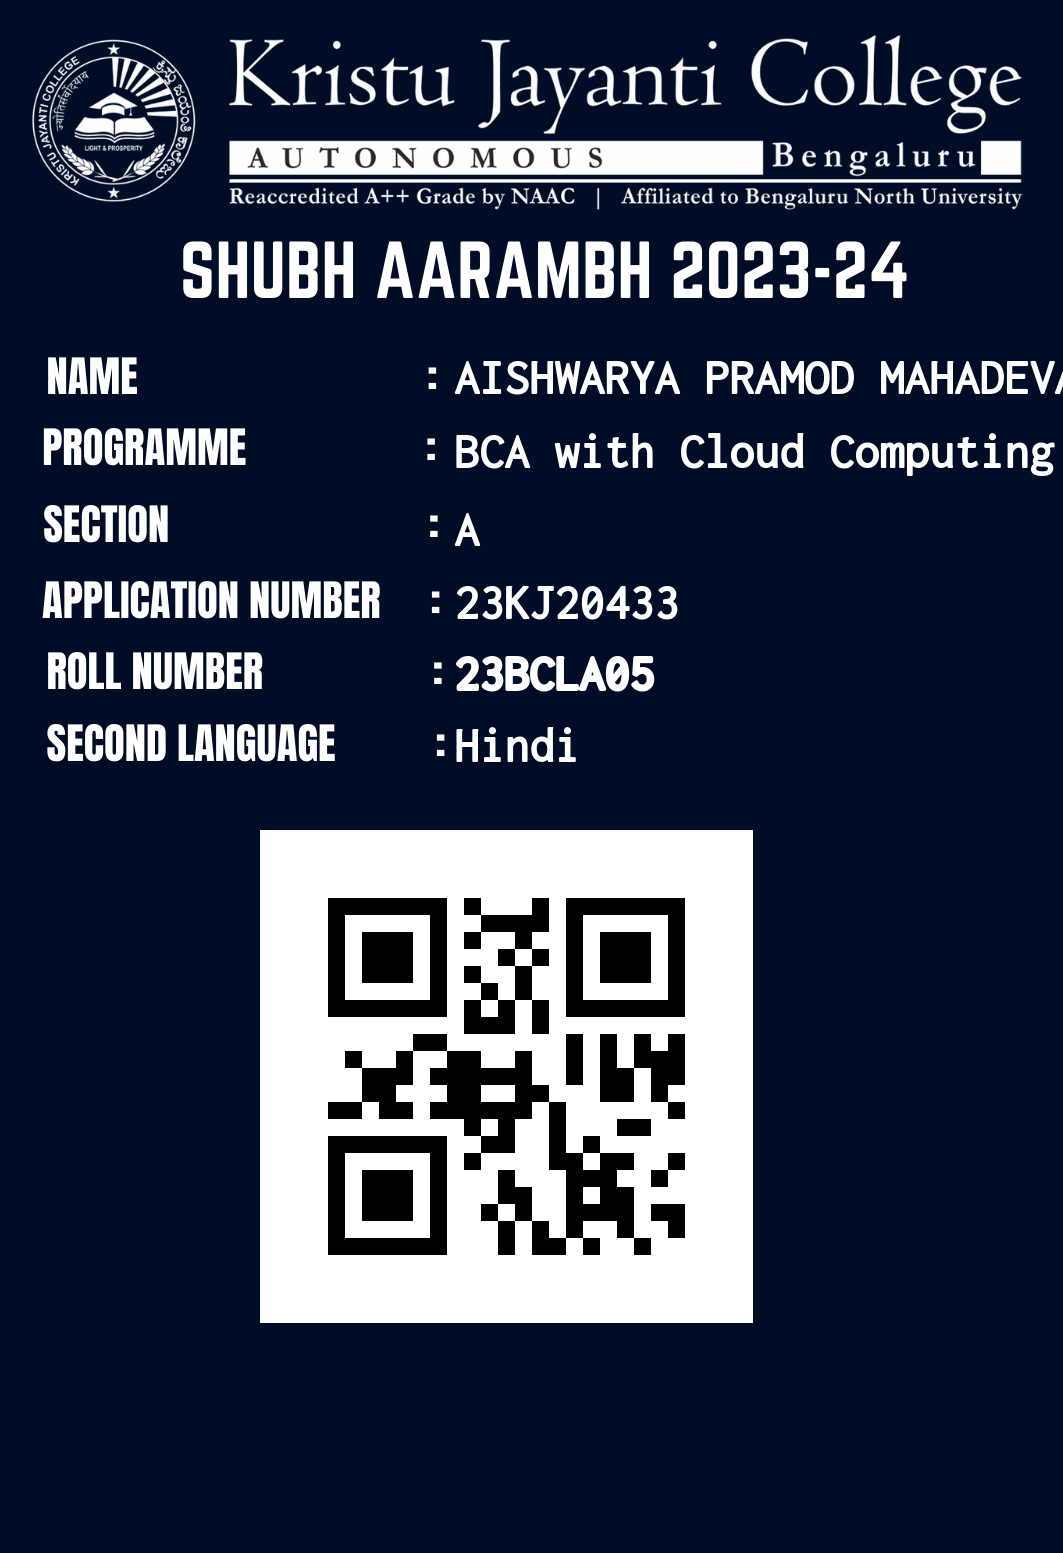 KRISTU JAYANTI COLLEGE
LIGHT & PROSPERITY
Kristu Jayanti College
AUTONOMOUS Bengaluru
Reaccredited A++ Grade by NAAC | Affiliated to Bengaluru North University
SHUBH AARAMBH 2023-24
NAME : AISHWARYA PRAMOD MAHADEVA
PROGRAMME : BCA with Cloud Computing
SECTION : A
APPLICATION NUMBER : 23KJ20433
ROLL NUMBER : 23BCLA05
SECOND LANGUAGE : Hindi